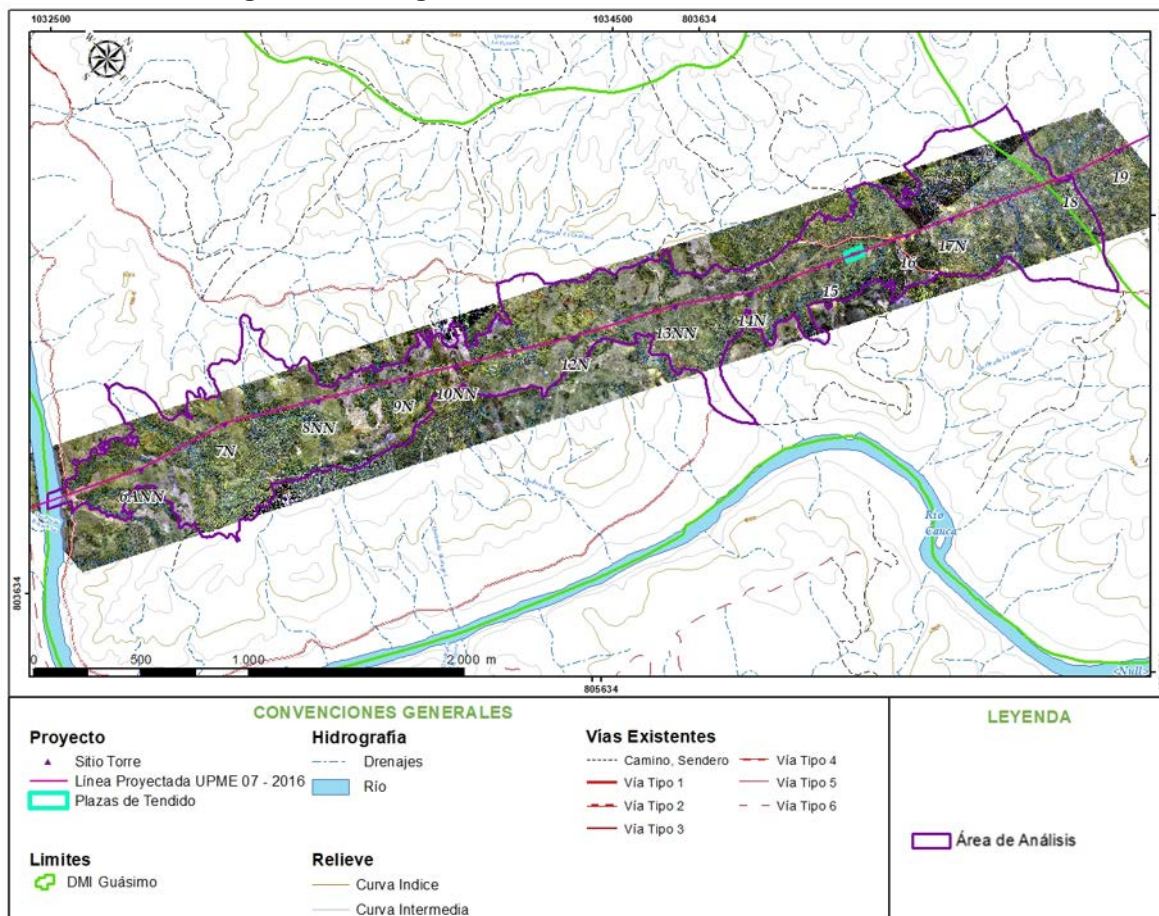 1032500
1034500
803634
19
18
17N
16
15
14N
13NN
12N
10NN
9N
8NN
7N
6ANN
Río
Cauca
803634
0 500 1.000 2.000 m
<Null>
805634
CONVENCIONES GENERALES
Proyecto
Sitio Torre
Línea Proyectada UPME 07 - 2016
Plazas de Tendido
Limites
DMI Guásimo
Hidrografía
Drenajes
Río
Relieve
Curva Indice
Curva Intermedia
Vías Existentes
Camino, Sendero
Vía Tipo 1
Vía Tipo 2
Vía Tipo 3
Vía Tipo 4
Vía Tipo 5
Vía Tipo 6
LEYENDA
Área de Análisis